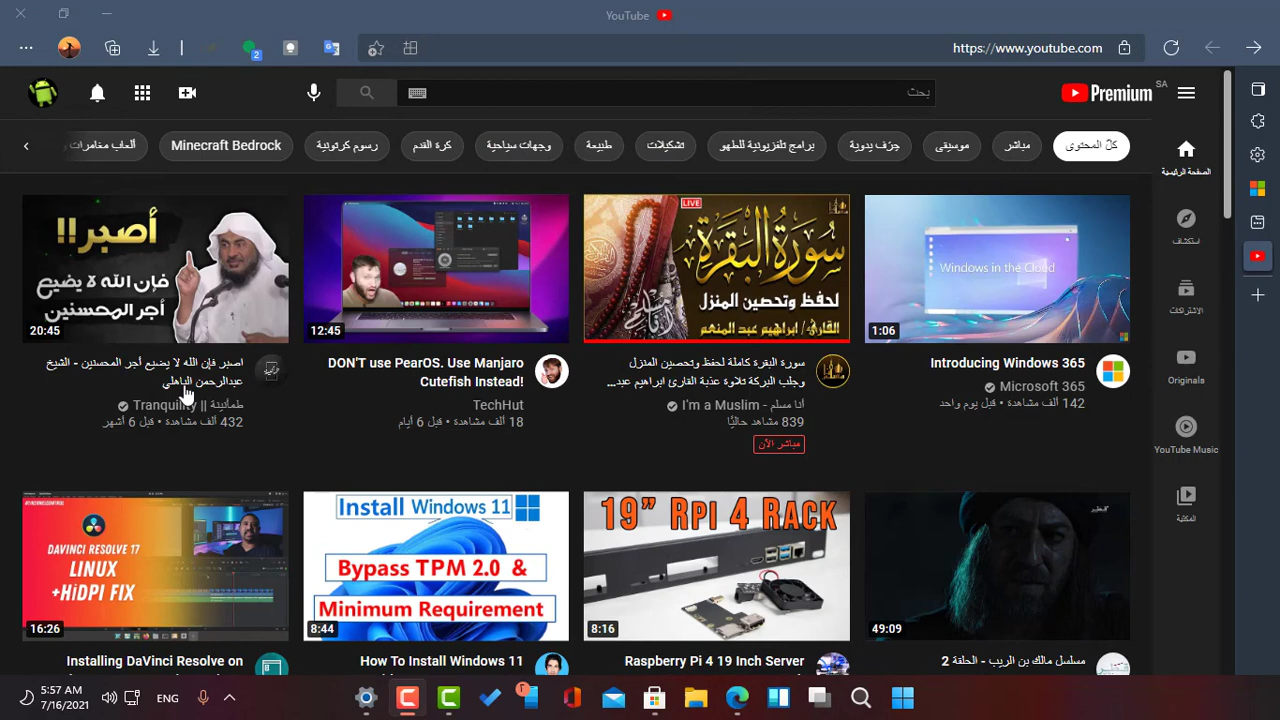 YouTube
https://www.youtube.com
2
Premium SA
بحث
كلّ المحتوى
مباشر
موسيقى
جِرَف يدوية
برامج تلفزيونية للطهو
تشكيلات
طبيعة
وجهات سياحية
كرة القدم
رسوم كرتونية
Minecraft Bedrock
ألعاب مغامرات و
الصفحة الرئيسية
استكشاف
الاشتراكات
Originals
YouTube Music
المكتبة
Windows in the Cloud
1:06
Introducing Windows 365
Microsoft 365
142 ألف مشاهدة • قبل يوم واحد
LIVE
سُورَةُ البَقَرَة
لحفظ وتحصين المنزل
القارئ/ ابراهيم عبد المنعم
سورة البقرة كاملة لحفظ وتحصين المنزل
وجلب البركة تلاوة عذبة القارئ ابراهيم عبد...
أنا مسلم - I'm a Muslim
839 مشاهد حاليًّا
مباشر الآن
12:45
DON'T use PearOS. Use Manjaro
Cutefish Instead!
TechHut
18 ألف مشاهدة • قبل 6 أيام
أصبر!!
فإن الله لا يضيع
أجر المحسنين
20:45
اصبر فإن الله لا يضيع أجر المحسنين - الشيخ
عبدالرحمن الباهلي
طمأنينة || Tranquility
432 ألف مشاهدة • قبل 6 أشهر
49:09
مسلسل مالك بن الريب - الحلقة 2
19” RPi 4 RACK
8:16
Raspberry Pi 4 19 Inch Server
Install Windows 11
Bypass TPM 2.0 &
Minimum Requirement
8:44
How To Install Windows 11
DAVINCI RESOLVE 17
LINUX
+HiDPI FIX
16:26
Installing DaVinci Resolve on
5:57 AM
7/16/2021
ENG